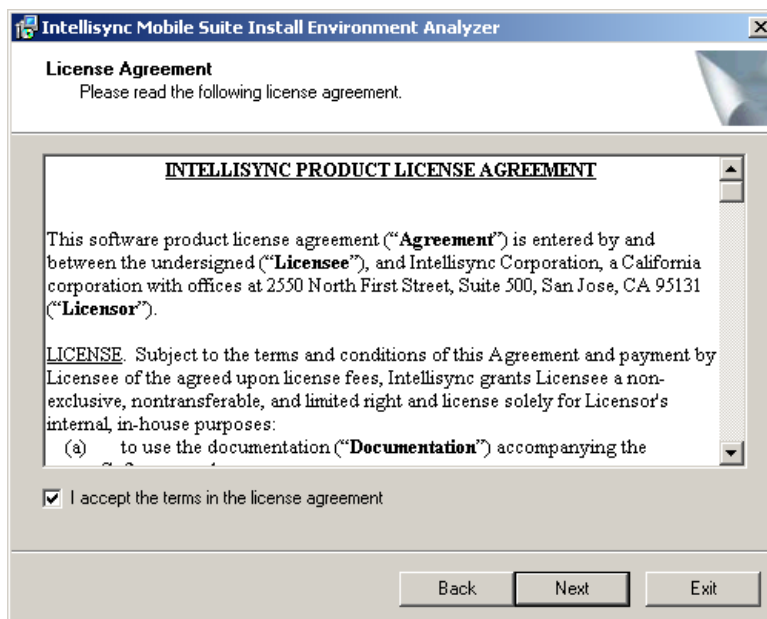 Intellisync Mobile Suite Install Environment Analyzer
License Agreement
Please read the following license agreement.
INTELLISYNC PRODUCT LICENSE AGREEMENT
This software product license agreement (“Agreement”) is entered by and
between the undersigned (“Licensee”), and Intellisync Corporation, a California
corporation with offices at 2550 North First Street, Suite 500, San Jose, CA 95131
(“Licensor”).
LICENSE. Subject to the terms and conditions of this Agreement and payment by
Licensee of the agreed upon license fees, Intellisync grants Licensee a non-
exclusive, nontransferable, and limited right and license solely for Licensor's
internal, in-house purposes:
(a) to use the documentation (“Documentation”) accompanying the
I accept the terms in the license agreement
Back Next Exit